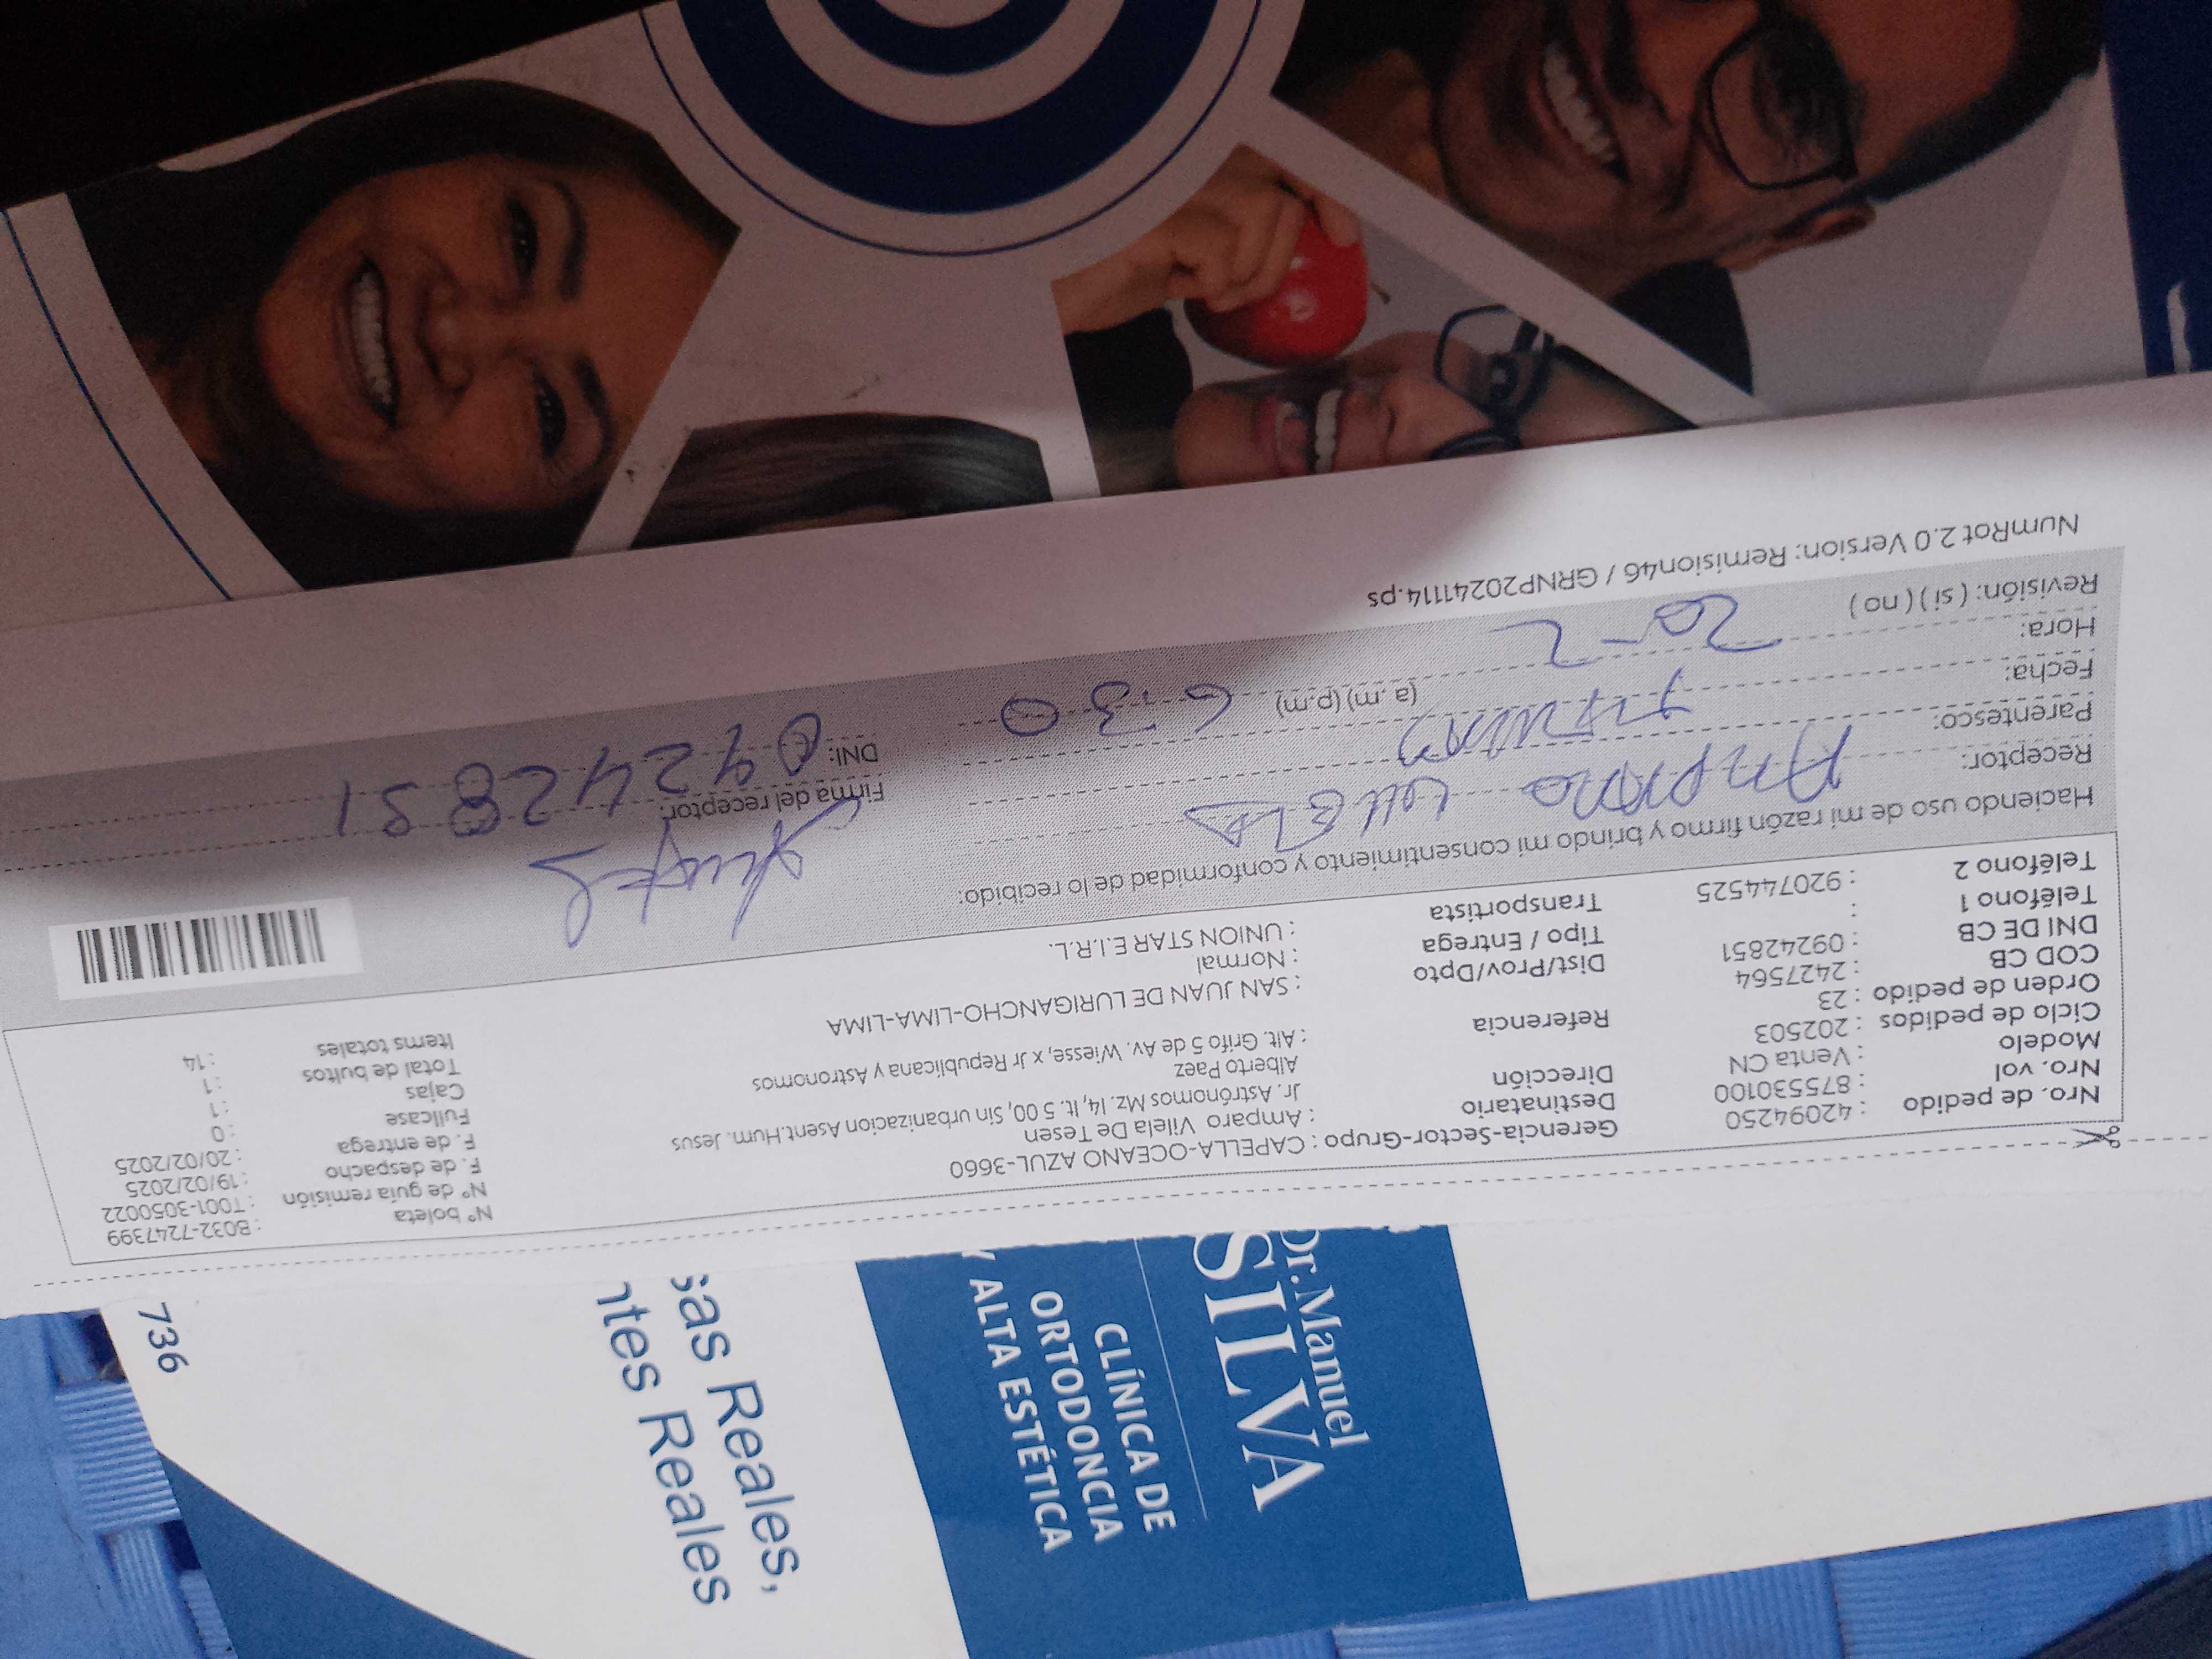 Nro. de pedido : 42094250
Nro. vol : 875530100
Modelo : Venta CN
Ciclo de pedidos : 202503
Orden de pedido : 23
COD CB : 2427564
DNI DE CB : 09242851
Teléfono 1 :
Teléfono 2 : 920744525
Gerencia-Sector-Grupo : CAPELLA-OCEANO AZUL-3660
Destinatario : Amparo Vilela De Tesen
Dirección Jr. Astrónomos Mz. 14, lt. 5 00, Sin urbanizacion Asent.Hum. Jesus
Alberto Paez
Referencia : Alt. Grifo 5 de Av. Wiesse, x Jr Republicana y Astronomos
Dist/Prov/Dpto : SAN JUAN DE LURIGANCHO-LIMA-LIMA
Tipo / Entrega : Normal
Transportista : UNION STAR E.I.R.L.
N° boleta : B032-7247399
N° de guía remisión : T001-3050022
F. de despacho : 19/02/2025
F. de entrega : 20/02/2025
Fullcase : 0
Cajas : 1
Total de bultos : 1
Items totales : 14
Haciendo uso de mi razón firmo y brindo mi consentimiento y conformidad de lo recibido:
Receptor: Amparo
Parentesco:
Fecha: 20-2
Hora: (a.m) (p.m) 6-30
Revisión: ( si ) ( no )
Firma del receptor:
DNI: 09242851
NumRot 2.0 Version: Remision46 / GRNP20241114.ps
Dr. Manuel
SILVA
CLÍNICA DE
ORTODONCIA
Y ALTA ESTÉTICA
sas Reales,
ntes Reales
736